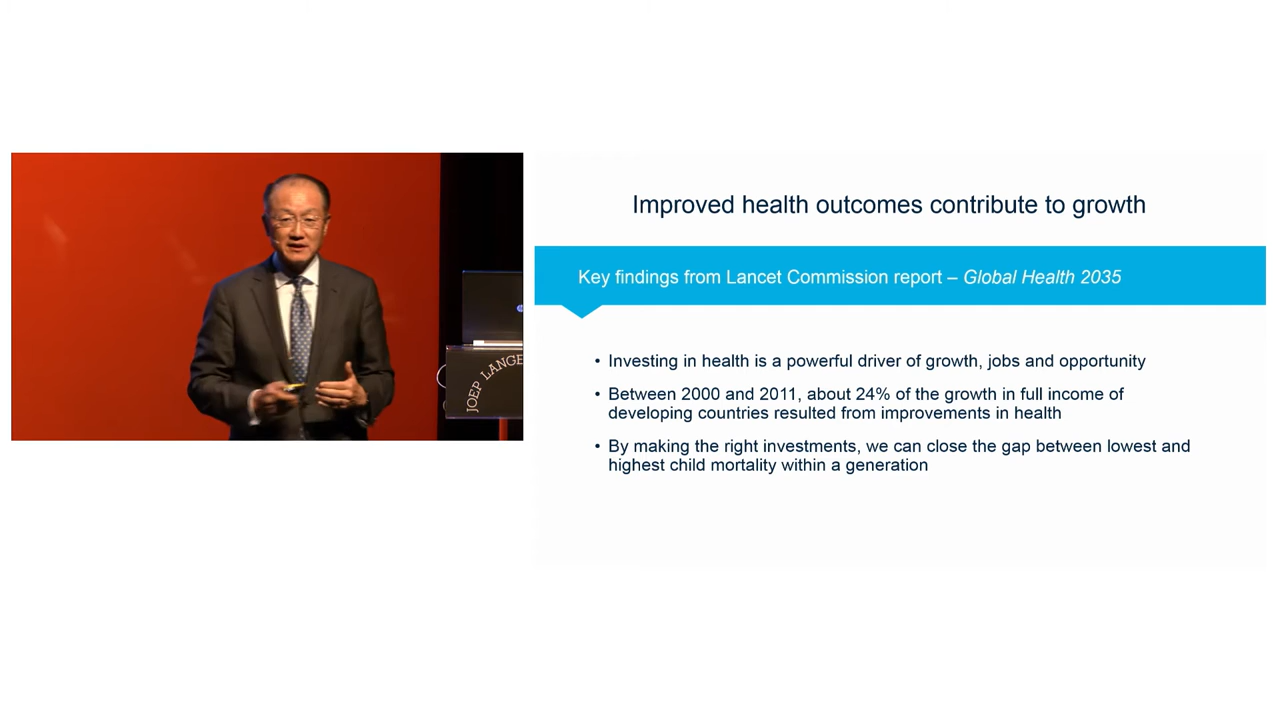 JOEP LANGE
Improved health outcomes contribute to growth
Key findings from Lancet Commission report – Global Health 2035
• Investing in health is a powerful driver of growth, jobs and opportunity
• Between 2000 and 2011, about 24% of the growth in full income of
developing countries resulted from improvements in health
• By making the right investments, we can close the gap between lowest and
highest child mortality within a generation